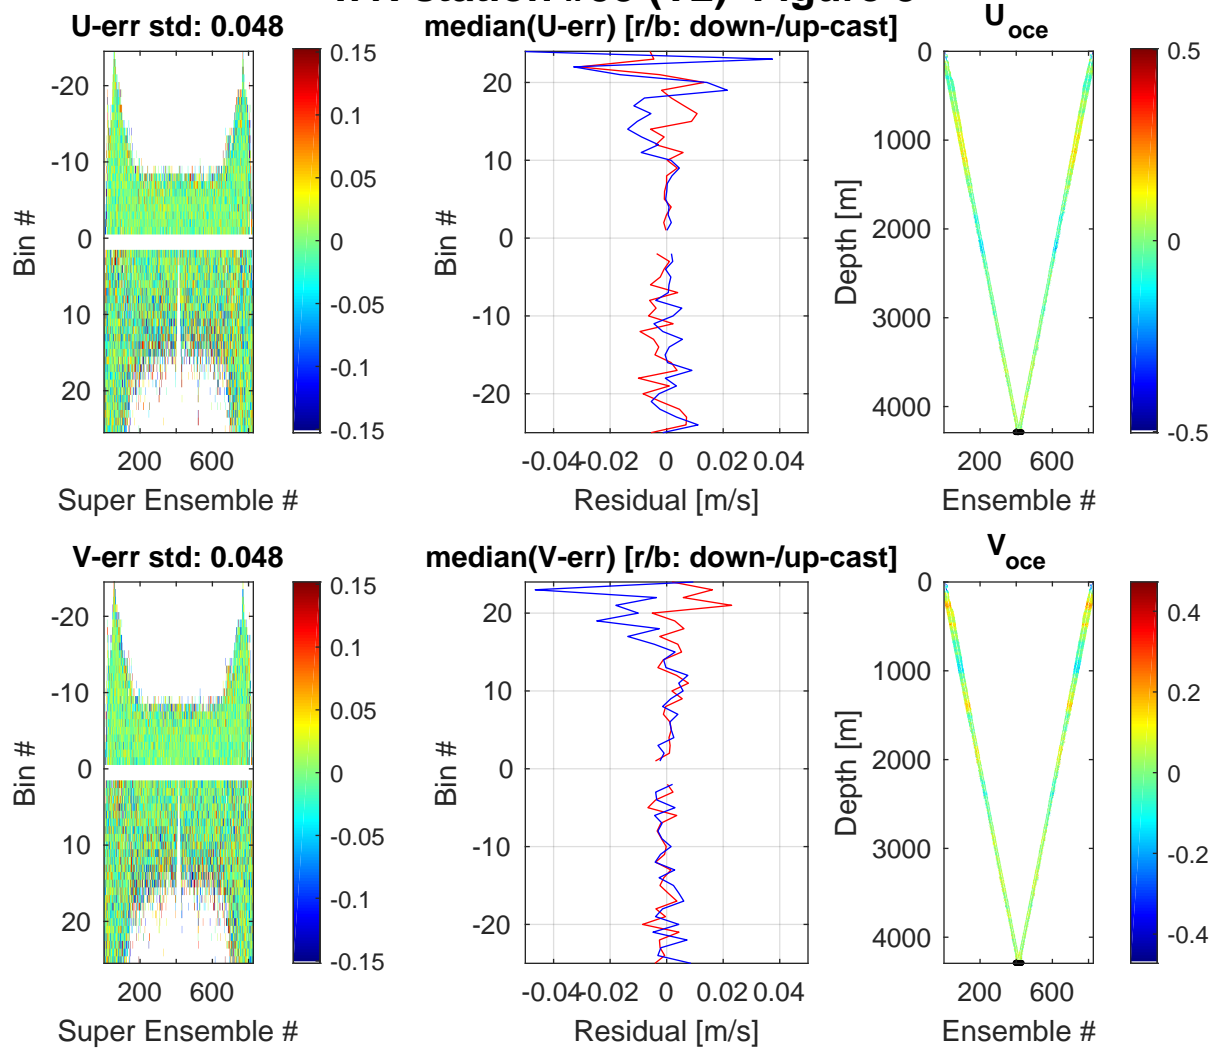 U-err std: 0.048
0.15
0.1
0.05
0
-0.05
-0.1
-0.15
-20
-10
0
10
20
Bin #
200 600
Super Ensemble #
median(U-err) [r/b: down-/up-cast]
20
10
0
-10
-20
Bin #
-0.04 -0.02 0 0.02 0.04
Residual [m/s]
U oce
0
1000
2000
3000
4000
Depth [m]
200 600
Ensemble #
0.5
0
-0.5
V-err std: 0.048
0.15
0.1
0.05
0
-0.05
-0.1
-0.15
-20
-10
0
10
20
Bin #
200 600
Super Ensemble #
median(V-err) [r/b: down-/up-cast]
20
10
0
-10
-20
Bin #
-0.04 -0.02 0 0.02 0.04
Residual [m/s]
V oce
0
1000
2000
3000
4000
Depth [m]
200 600
Ensemble #
0.4
0.2
0
-0.2
-0.4